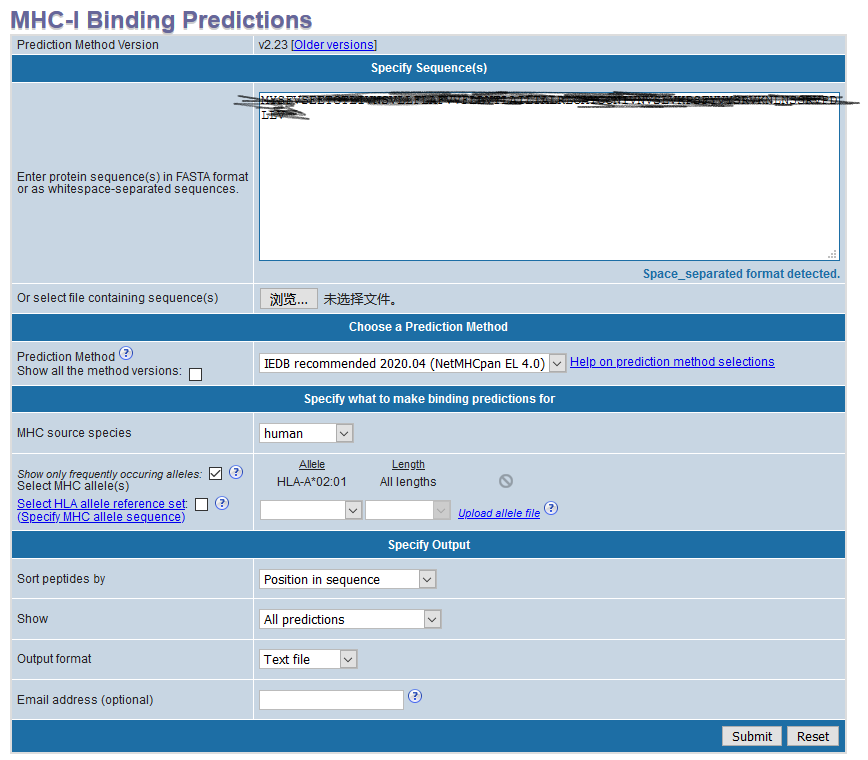 MHC-I Binding Predictions
Prediction Method Version v2.23 [Older versions]
Specify Sequence(s)
Enter protein sequence(s) in FASTA format
or as whitespace-separated sequences.
Space_separated format detected.
Or select file containing sequence(s) 浏览... 未选择文件。
Choose a Prediction Method
Prediction Method ?
Show all the method versions:
IEDB recommended 2020.04 (NetMHCpan EL 4.0) Help on prediction method selections
Specify what to make binding predictions for
MHC source species human
Show only frequently occuring alleles: ?
Select MHC allele(s)
Select HLA allele reference set: ?
(Specify MHC allele sequence)
Allele Length
HLA-A*02:01 All lengths
Upload allele file ?
Specify Output
Sort peptides by Position in sequence
Show All predictions
Output format Text file
Email address (optional) ?
Submit Reset